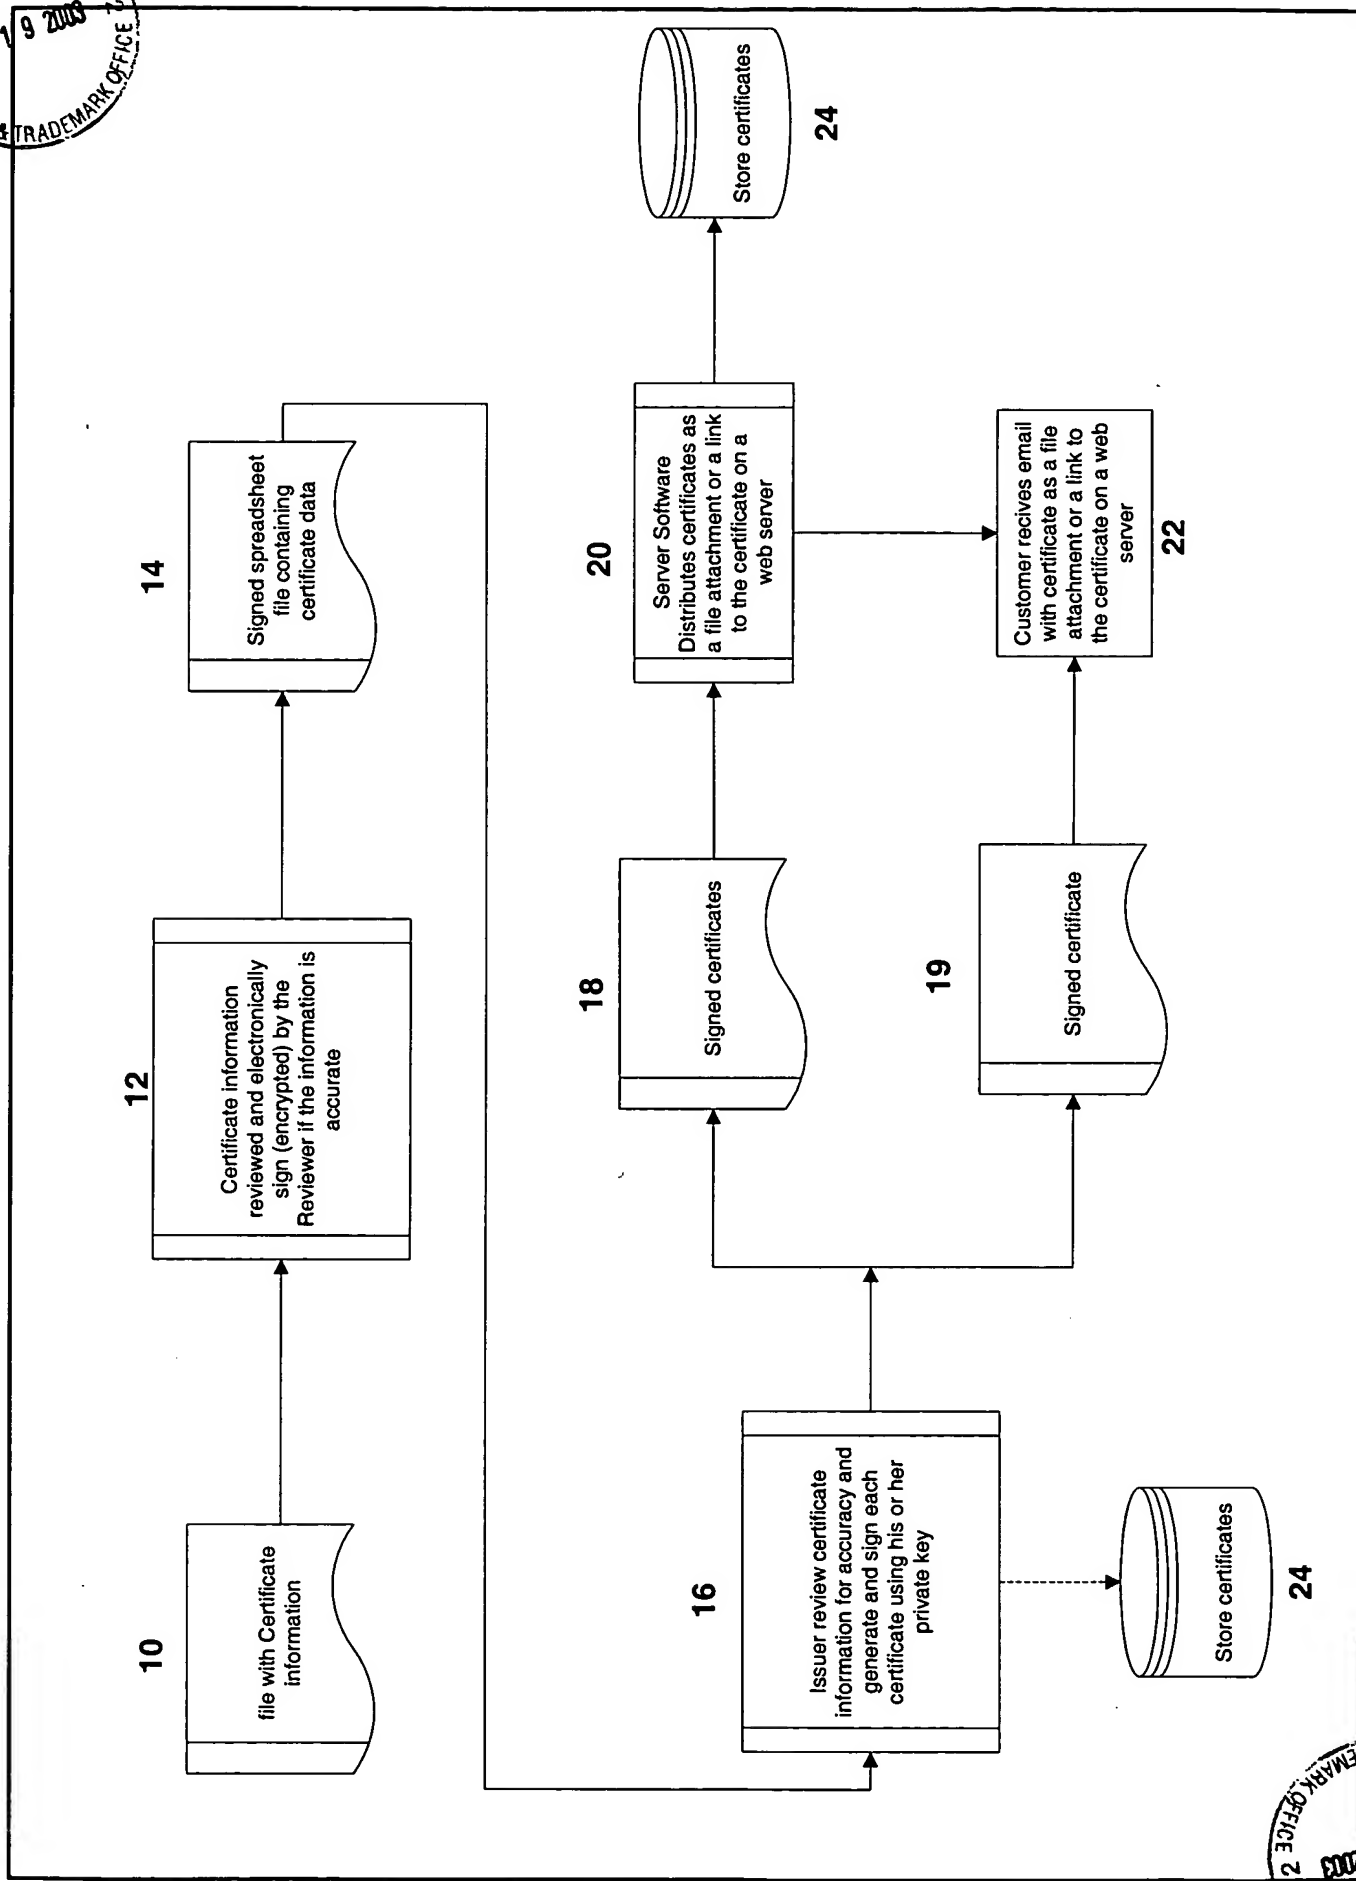 10
file with Certificate
information
12
Certificate information
reviewed and electronically
sign (encrypted) by the
Reviewer if the information is
accurate
14
Signed spreadsheet
file containing
certificate data
16
Issuer review certificate
information for accuracy and
generate and sign each
certificate using his or her
private key
Store certificates
24
18
Signed certificates
19
Signed certificate
20
Server Software
Distributes certificates as
a file attachment or a link
to the certificate on a
web server
Customer recives email
with certificate as a file
attachment or a link to
the certificate on a web
server
22
Store certificates
24
9 2003
& TRADEMARK OFFICE
EMARK OFFICE
2003